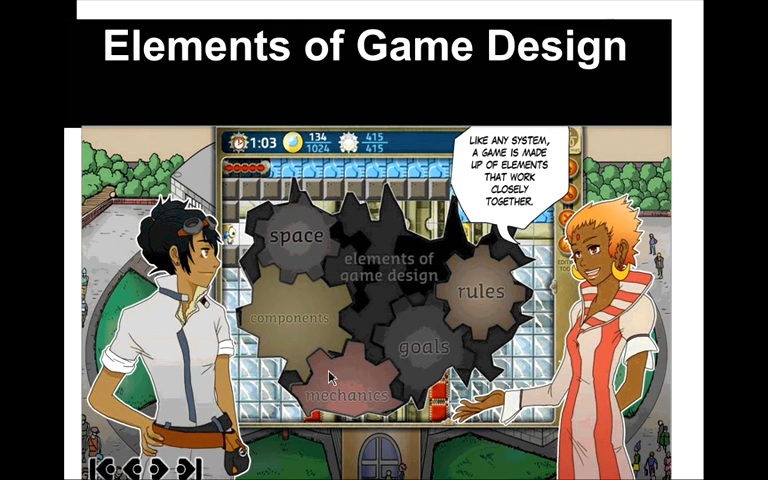 Elements of Game Design
1:03
134
1024
415
415
LIKE ANY SYSTEM,
A GAME IS MADE
UP OF ELEMENTS
THAT WORK
CLOSELY
TOGETHER.
space
elements of
game design
rules
components
goals
mechanics